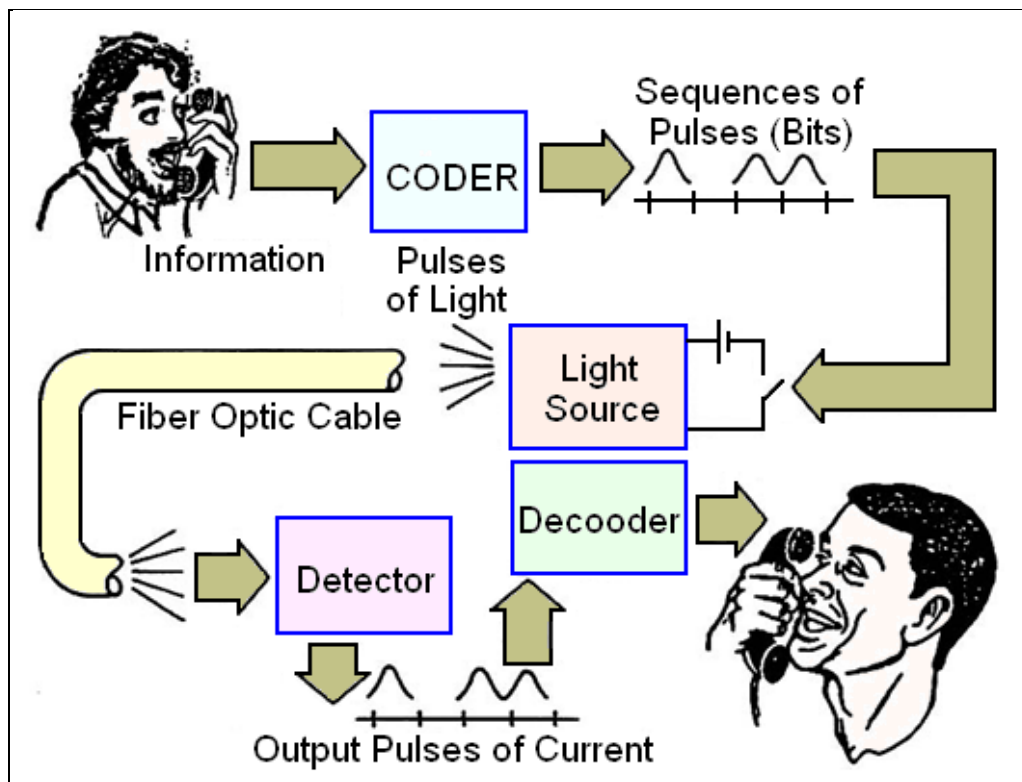 Information
CODER
Sequences of
Pulses (Bits)
Pulses
of Light
Light
Source
Fiber Optic Cable
Detector
Output Pulses of Current
Decooder